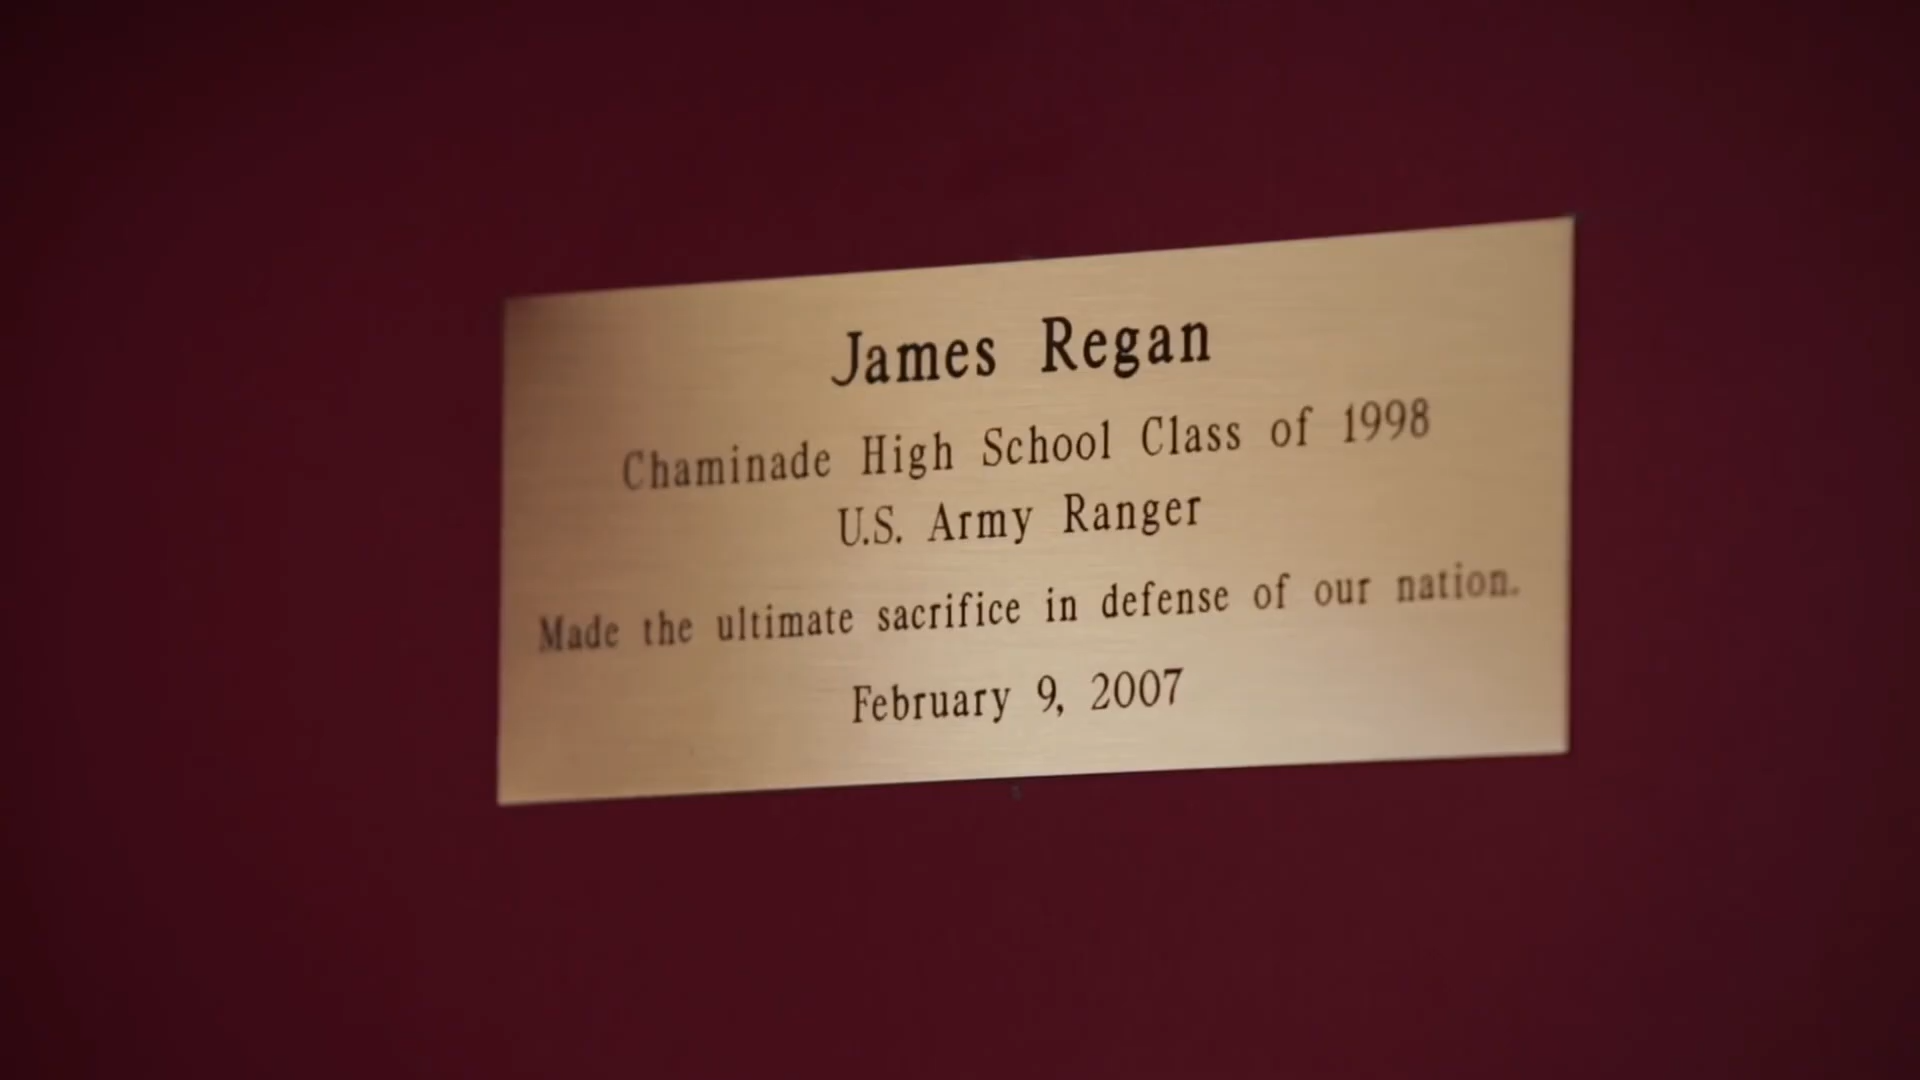 James Regan
Chaminade High School Class of 1998
U.S. Army Ranger
Made the ultimate sacrifice in defense of our nation.
February 9, 2007